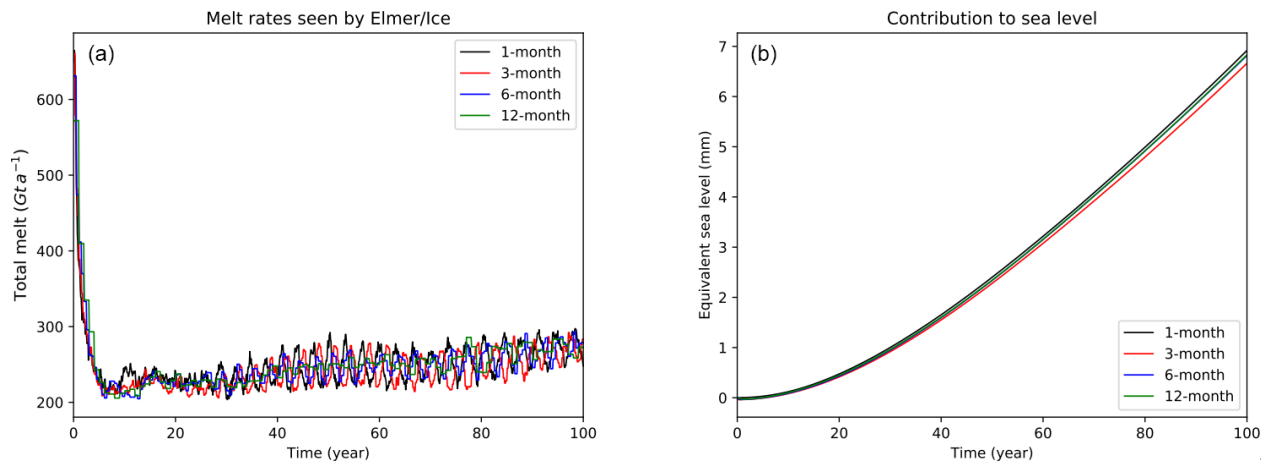 Melt rates seen by Elmer/Ice
(a)
1-month
3-month
6-month
12-month
Total melt (Gt a⁻¹)
600
500
400
300
200
0 20 40 60 80 100
Time (year)
Contribution to sea level
(b)
Equivalent sea level (mm)
7
6
5
4
3
2
1
0
1-month
3-month
6-month
12-month
0 20 40 60 80 100
Time (year)